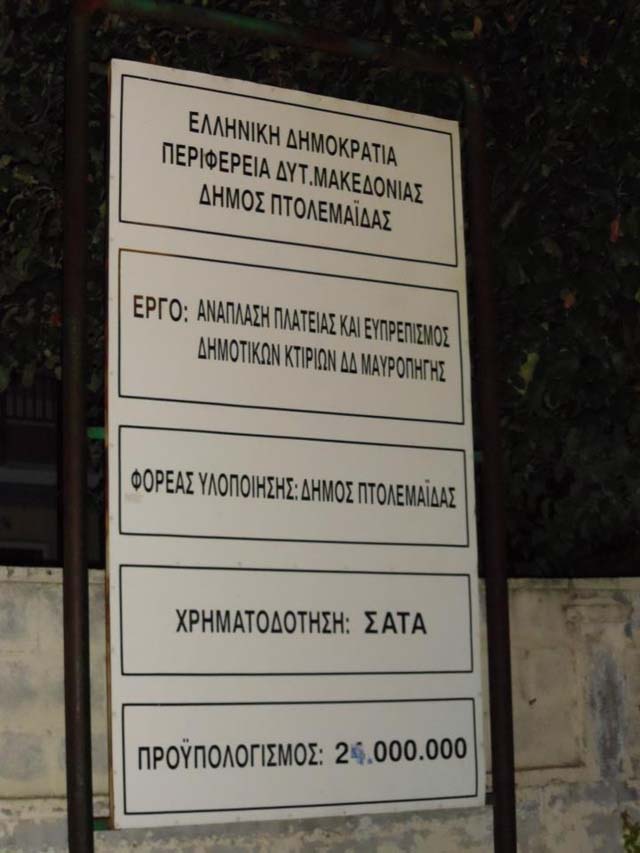 ΕΛΛΗΝΙΚΗ ΔΗΜΟΚΡΑΤΙΑ
ΠΕΡΙΦΕΡΕΙΑ ΔΥΤ.ΜΑΚΕΔΟΝΙΑΣ
ΔΗΜΟΣ ΠΤΟΛΕΜΑΪΔΑΣ
ΕΡΓΟ: ΑΝΑΠΛΑΣΗ ΠΛΑΤΕΙΑΣ ΚΑΙ ΕΥΠΡΕΠΙΣΜΟΣ
ΔΗΜΟΤΙΚΩΝ ΚΤΙΡΙΩΝ ΔΔ ΜΑΥΡΟΠΗΓΗΣ
ΦΟΡΕΑΣ ΥΛΟΠΟΙΗΣΗΣ: ΔΗΜΟΣ ΠΤΟΛΕΜΑΪΔΑΣ
ΧΡΗΜΑΤΟΔΟΤΗΣΗ: ΣΑΤΑ
ΠΡΟΫΠΟΛΟΓΙΣΜΟΣ: